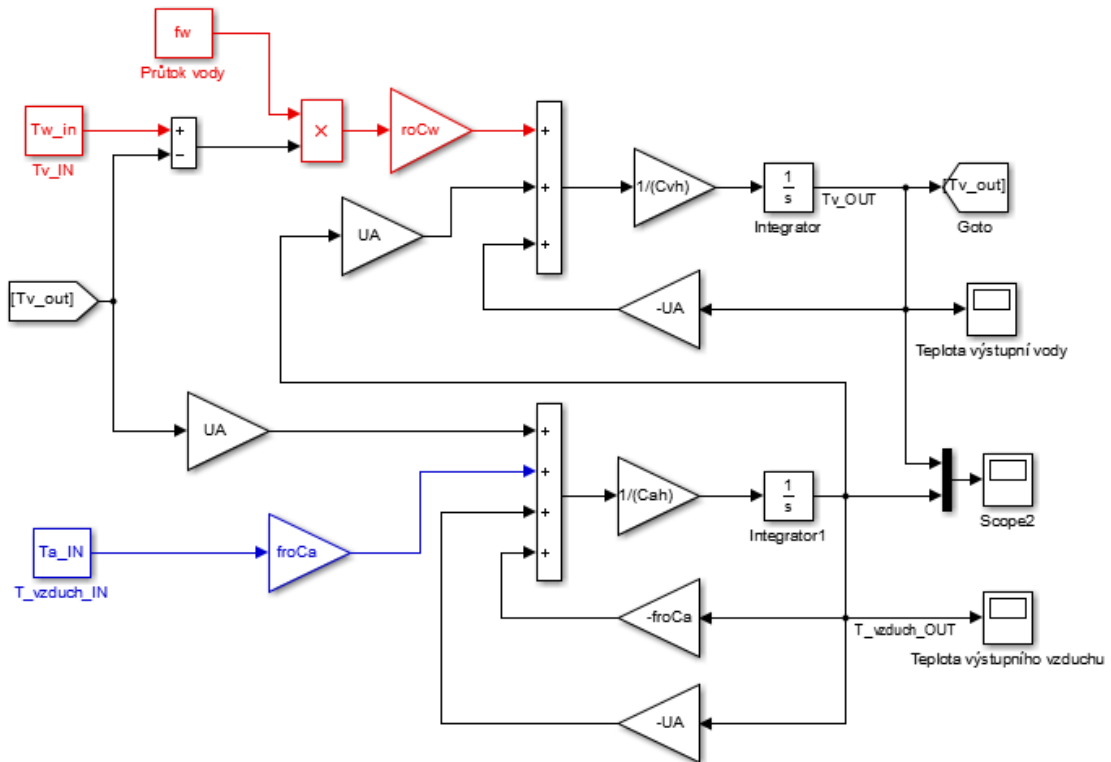 fw
Průtok vody
Tw_in
Tv_IN
+
−
×
roCw
+
+
+
1/(Cvh)
1
s
Integrator
Tv_OUT
[Tv_out]
Goto
UA
-UA
Teplota výstupní vody
[Tv_out]
UA
+
+
+
+
1/(Cah)
1
s
Integrator1
Scope2
Ta_IN
T_vzduch_IN
froCa
-froCa
T_vzduch_OUT
Teplota výstupního vzduchu
-UA